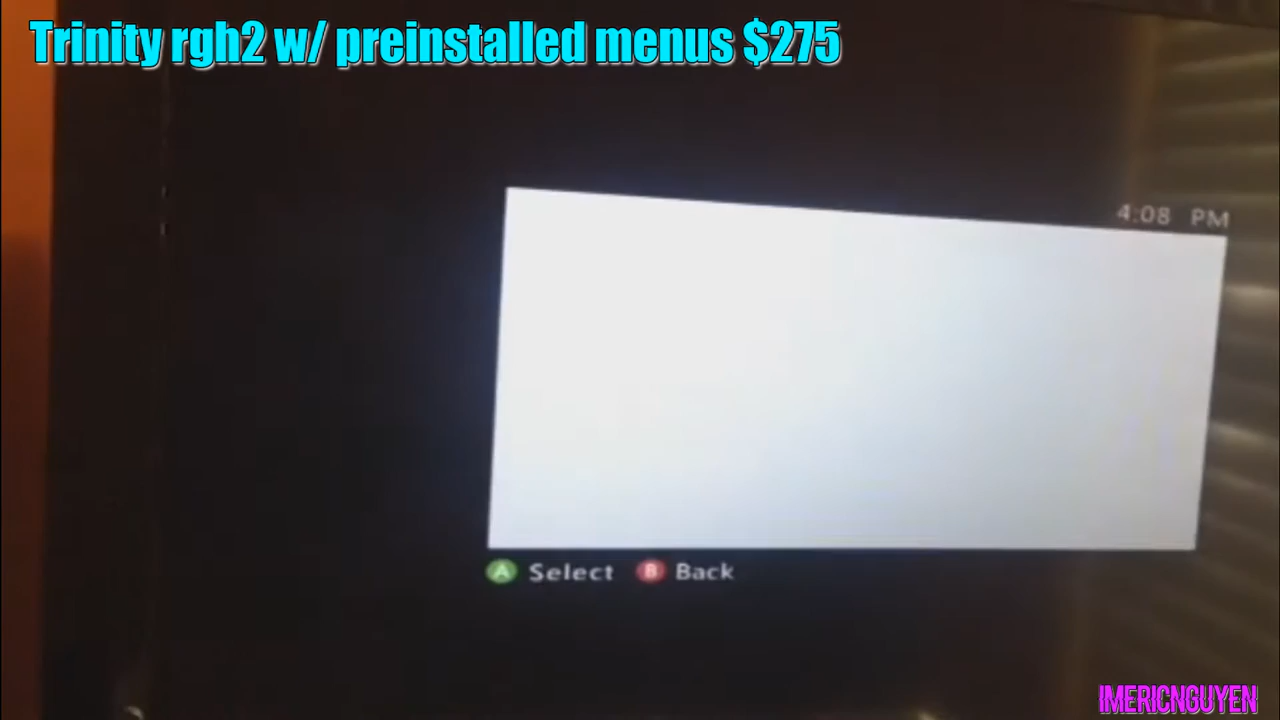 Trinity rgh2 w/ preinstalled menus $275
4:08 PM
A Select B Back
IMERICNGUYEN